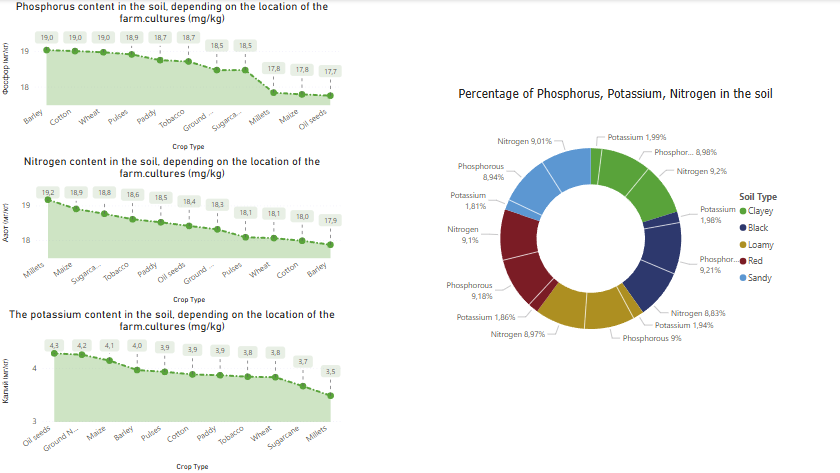 Phosphorus content in the soil, depending on the location of the
farm.cultures (mg/kg)
Фосфор (мг/кг)
19
18
19,0 19,0 19,0 18,9 18,7 18,7 18,5 18,5 17,8 17,8 17,7
Barley Cotton Wheat Pulses Paddy Tobacco Ground ... Sugarca... Millets Maize Oil seeds
Crop Type
Nitrogen content in the soil, depending on the location of the
farm.cultures (mg/kg)
Азот (мг/кг)
19
18
19,2 18,9 18,8 18,6 18,5 18,4 18,3 18,1 18,1 18,0 17,9
Millets Maize Sugarca... Tobacco Paddy Oil seeds Ground ... Pulses Wheat Cotton Barley
Crop Type
The potassium content in the soil, depending on the location of the
farm.cultures (mg/kg)
Калий (мг/кг)
4
3
4,3 4,2 4,1 4,0 3,9 3,9 3,9 3,8 3,8 3,7 3,5
Oil seeds Ground N... Maize Barley Pulses Cotton Paddy Tobacco Wheat Sugarcane Millets
Crop Type
Percentage of Phosphorus, Potassium, Nitrogen in the soil
Potassium 1,99%
Phosphor... 8,98%
Nitrogen 9,2%
Potassium
1,98%
Phosphor...
9,21%
Nitrogen 8,83%
Potassium 1,94%
Phosphorous 9%
Nitrogen 8,97%
Potassium 1,86%
Phosphorous
9,18%
Nitrogen
9,1%
Potassium
1,81%
Phosphorous
8,94%
Nitrogen 9,01%
Soil Type
Clayey
Black
Loamy
Red
Sandy